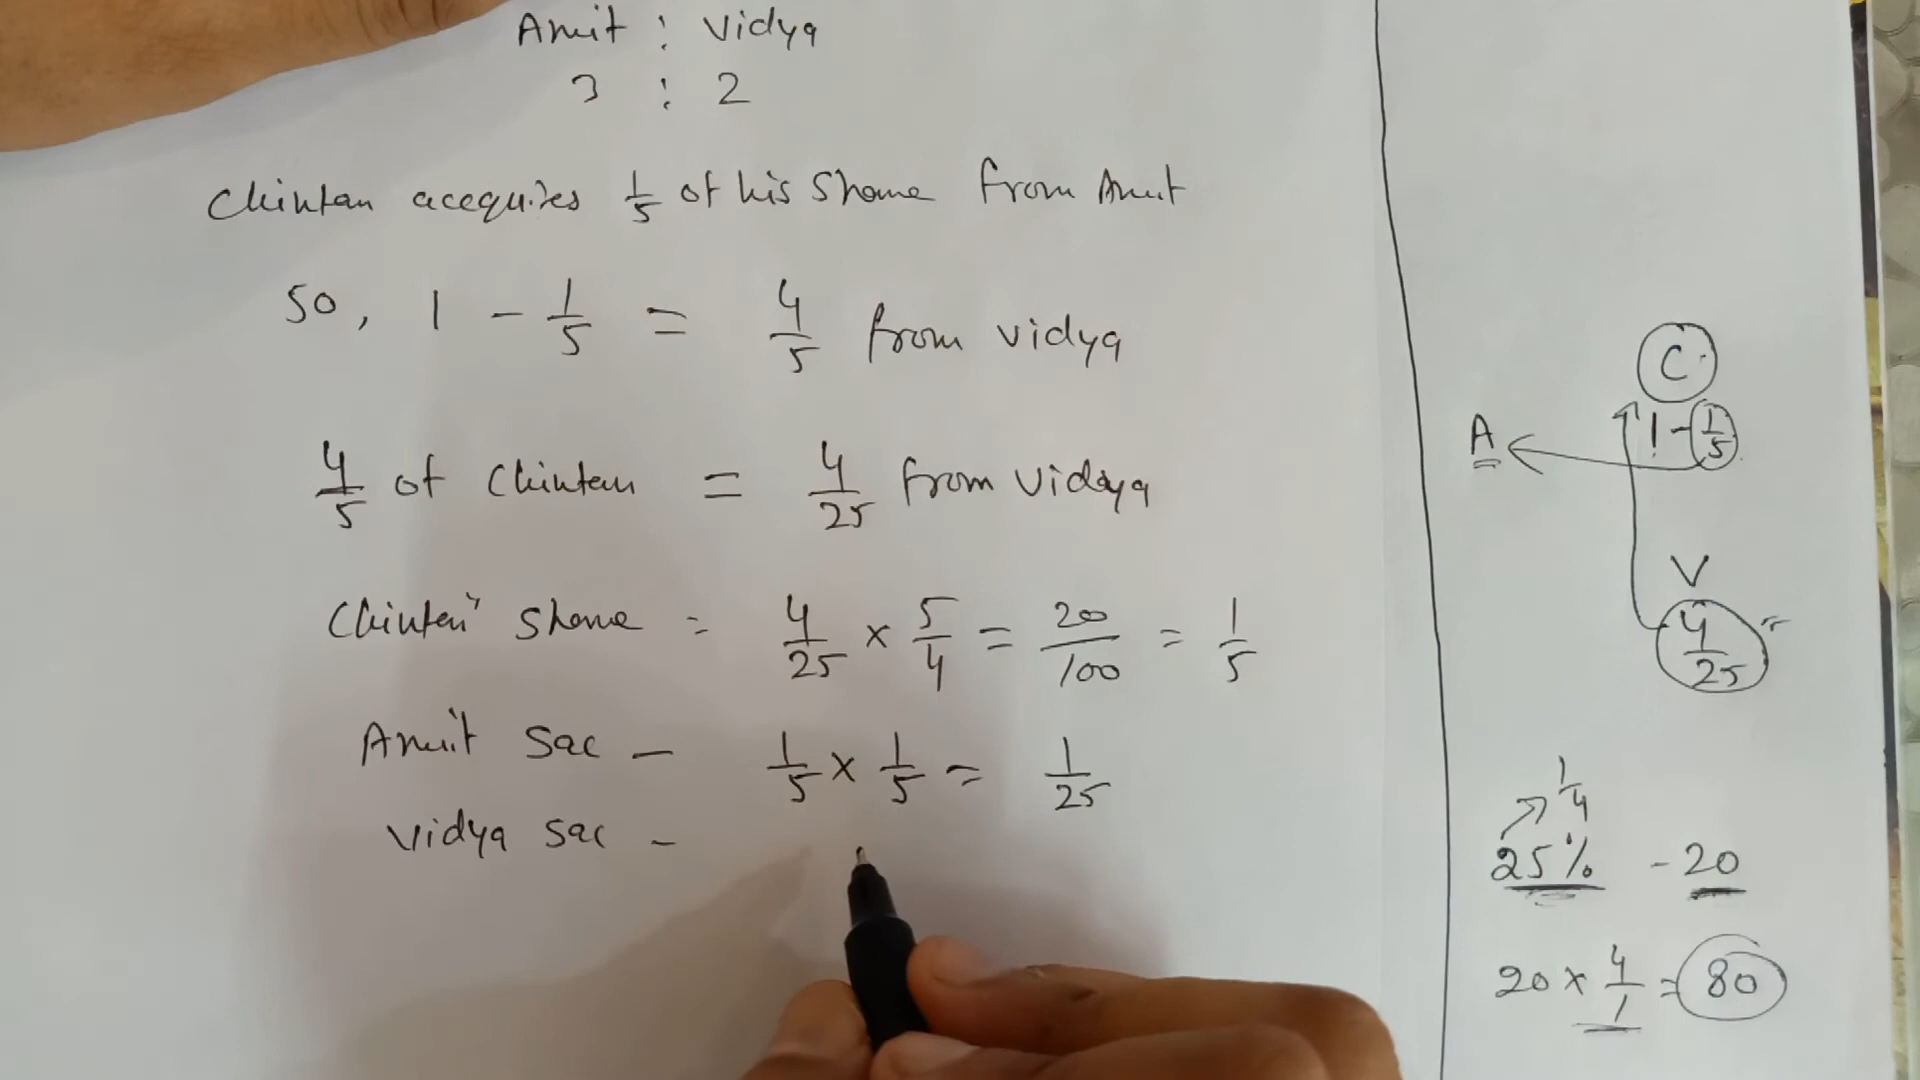 Amit : Vidya
3 : 2
Chintan acequires 1/5 of his Share from Amit
So, 1 - 1/5 = 4/5 from vidya
4/5 of Chintan = 4/25 from Vidya
Chintan" Share = 4/25 × 5/4 = 200/100 = 1/5
Amit Sac - 1/5 × 1/5 = 1/25
Vidya Sac -
C
A
1 - 1/5
V
4/25
1/4
25% - 20
20 × 4/1 = 80